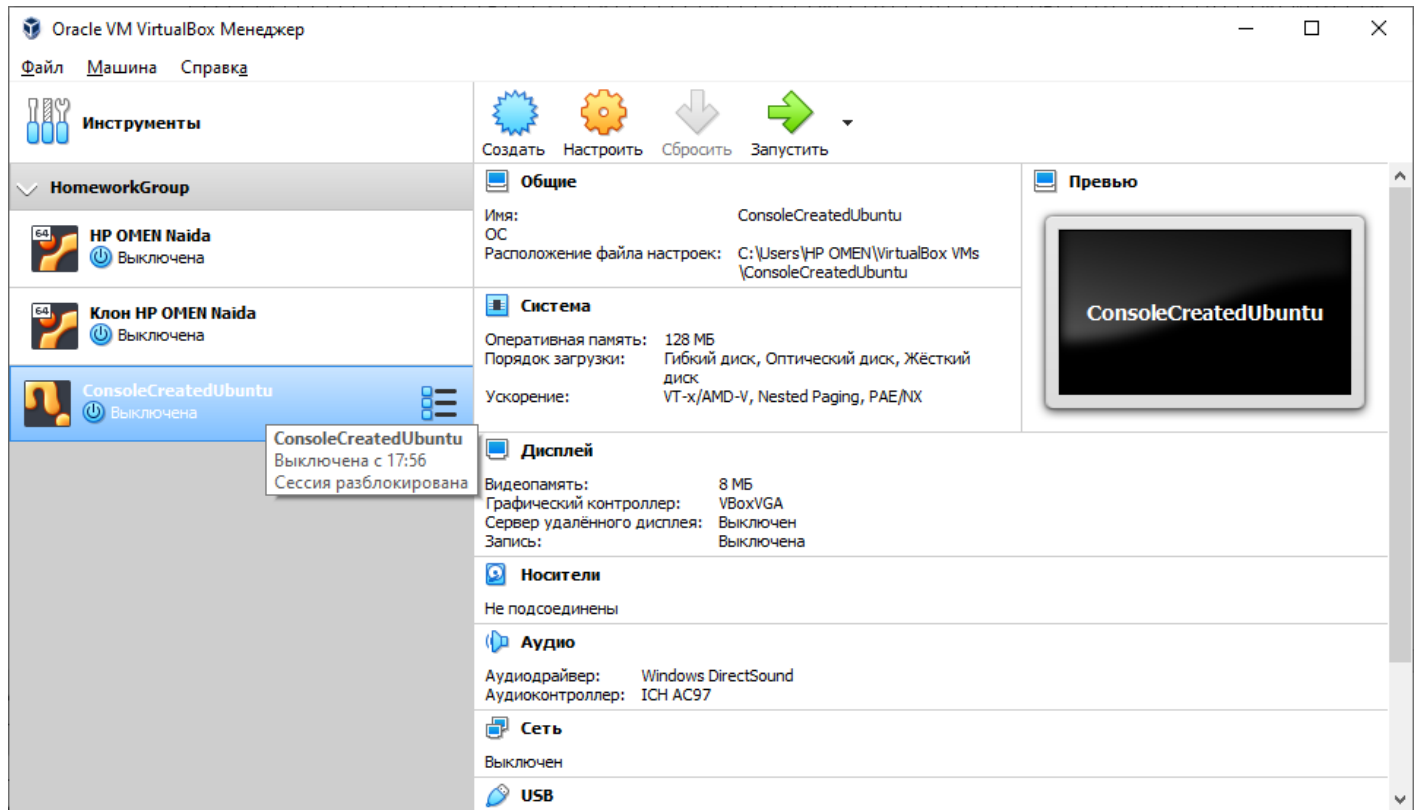 Oracle VM VirtualBox Менеджер
Файл Машина Справка
Инструменты
Создать Настроить Сбросить Запустить
HomeworkGroup
64
HP OMEN Naida
Выключена
64
Клон HP OMEN Naida
Выключена
ConsoleCreatedUbuntu
Выключена
ConsoleCreatedUbuntu
Выключена с 17:56
Сессия разблокирована
Общие
Имя: ConsoleCreatedUbuntu
ОС
Расположение файла настроек: C:\Users\HP OMEN\VirtualBox VMs
\ConsoleCreatedUbuntu
Система
Оперативная память: 128 МБ
Порядок загрузки: Гибкий диск, Оптический диск, Жёсткий
диск
Ускорение: VT-x/AMD-V, Nested Paging, PAE/NX
Превью
ConsoleCreatedUbuntu
Дисплей
Видеопамять: 8 МБ
Графический контроллер: VBoxVGA
Сервер удалённого дисплея: Выключен
Запись: Выключена
Носители
Не подсоединены
Аудио
Аудиодрайвер: Windows DirectSound
Аудиоконтроллер: ICH AC97
Сеть
Выключен
USB